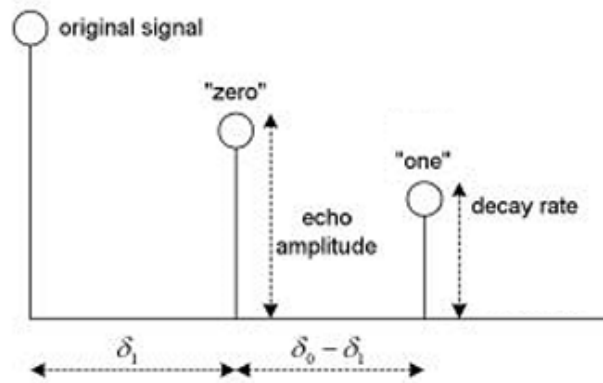 original signal
"zero"
"one"
echo
amplitude
decay rate
δ₁
δ₀ − δ₁